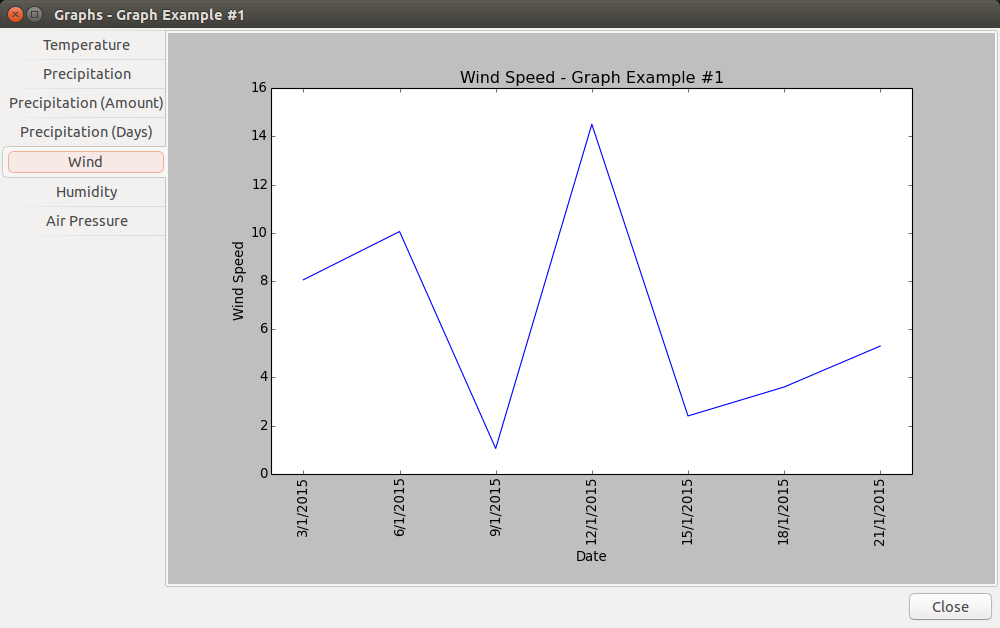 Graphs - Graph Example #1
Temperature
Precipitation
Precipitation (Amount)
Precipitation (Days)
Wind
Humidity
Air Pressure
Wind Speed - Graph Example #1
Wind Speed
16
14
12
10
8
6
4
2
0
3/1/2015
6/1/2015
9/1/2015
12/1/2015
15/1/2015
18/1/2015
21/1/2015
Date
Close